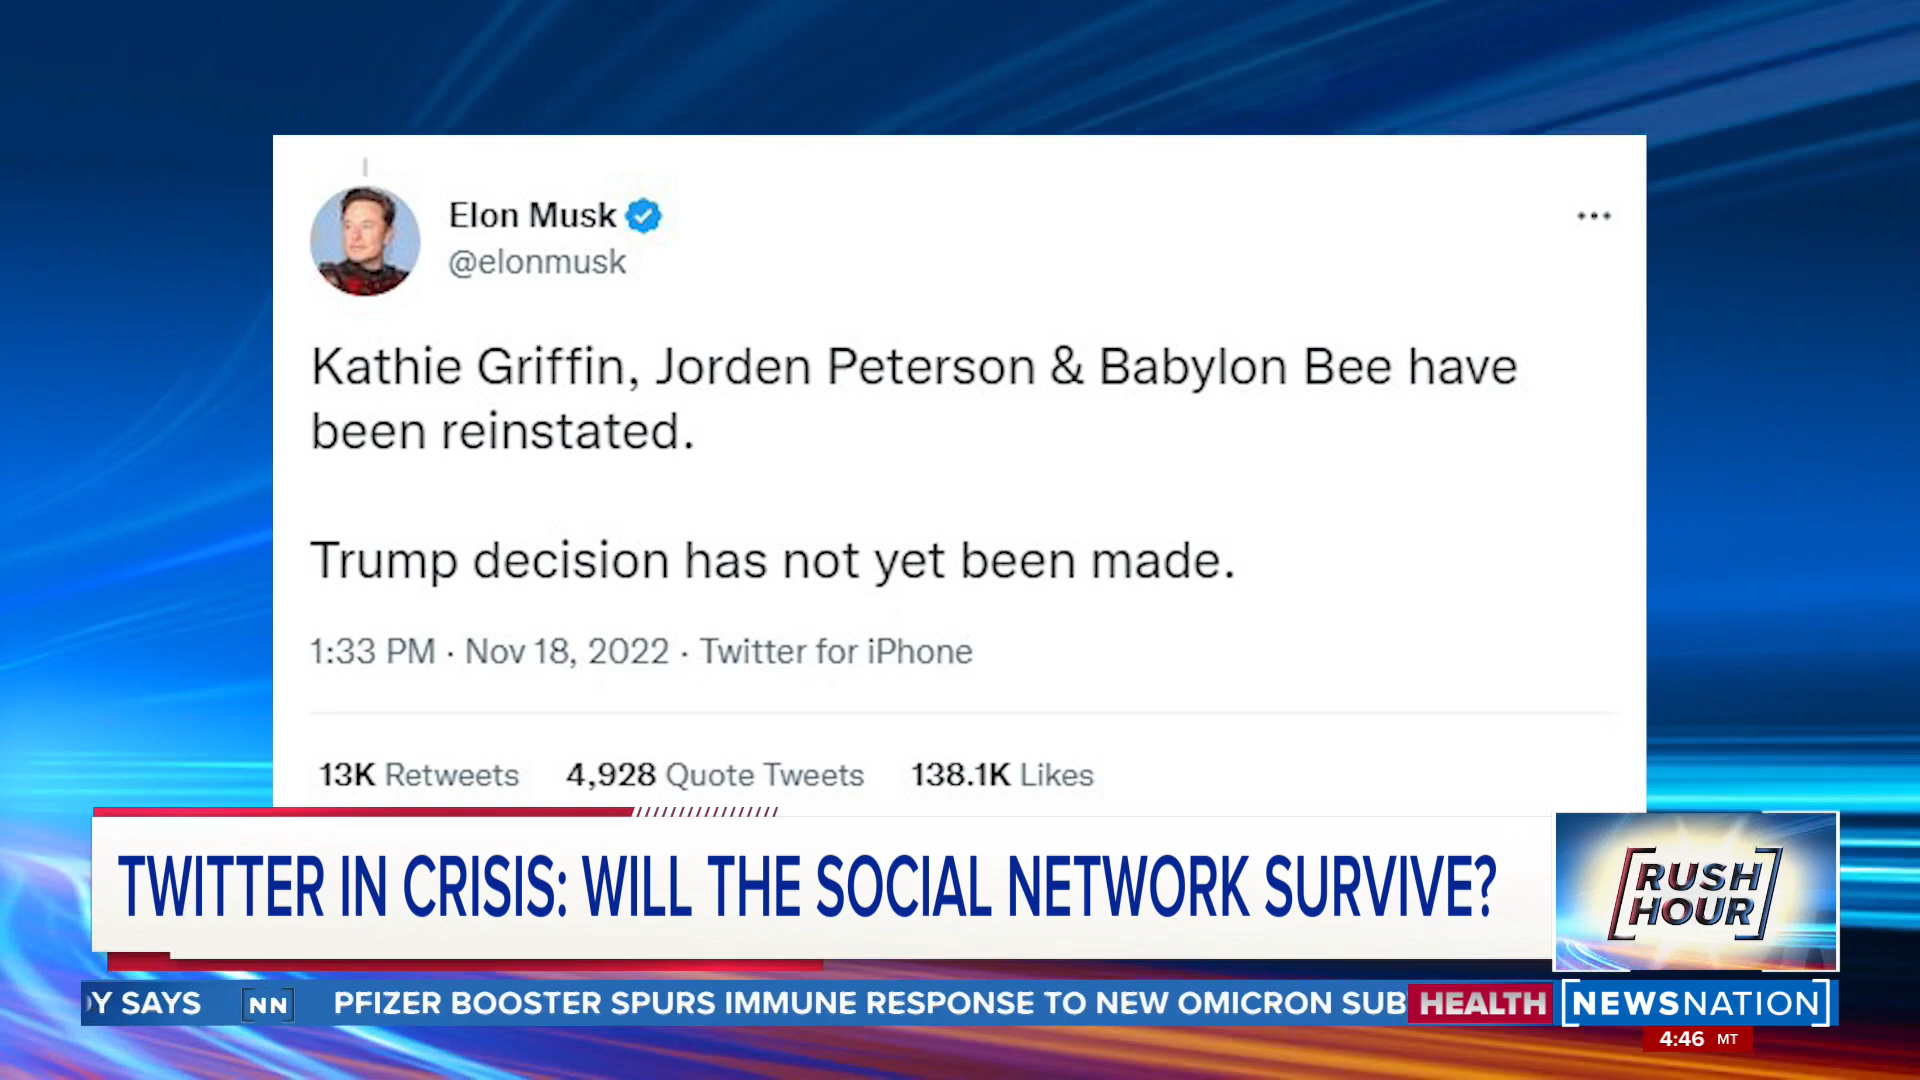 Elon Musk
@elonmusk
Kathie Griffin, Jorden Peterson & Babylon Bee have
been reinstated.
Trump decision has not yet been made.
1:33 PM · Nov 18, 2022 · Twitter for iPhone
13K Retweets 4,928 Quote Tweets 138.1K Likes
TWITTER IN CRISIS: WILL THE SOCIAL NETWORK SURVIVE?
RUSH
HOUR
Y SAYS NN PFIZER BOOSTER SPURS IMMUNE RESPONSE TO NEW OMICRON SUB HEALTH NEWSNATION
4:46 MT